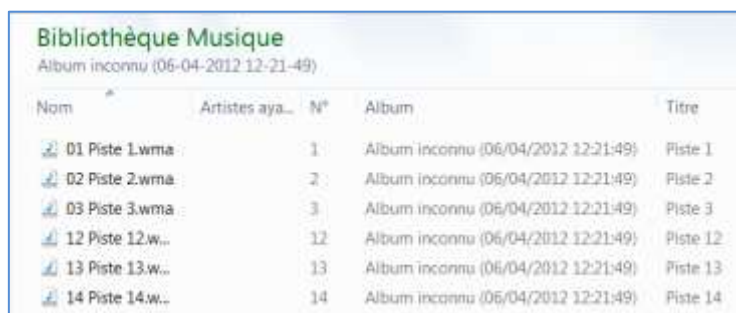 Bibliothèque Musique
Album inconnu (06-04-2012 12-21-49)
Nom Artistes aya... N° Album Titre
01 Piste 1.wma 1 Album inconnu (06/04/2012 12:21:49) Piste 1
02 Piste 2.wma 2 Album inconnu (06/04/2012 12:21:49) Piste 2
03 Piste 3.wma 3 Album inconnu (06/04/2012 12:21:49) Piste 3
12 Piste 12.w... 12 Album inconnu (06/04/2012 12:21:49) Piste 12
13 Piste 13.w... 13 Album inconnu (06/04/2012 12:21:49) Piste 13
14 Piste 14.w... 14 Album inconnu (06/04/2012 12:21:49) Piste 14